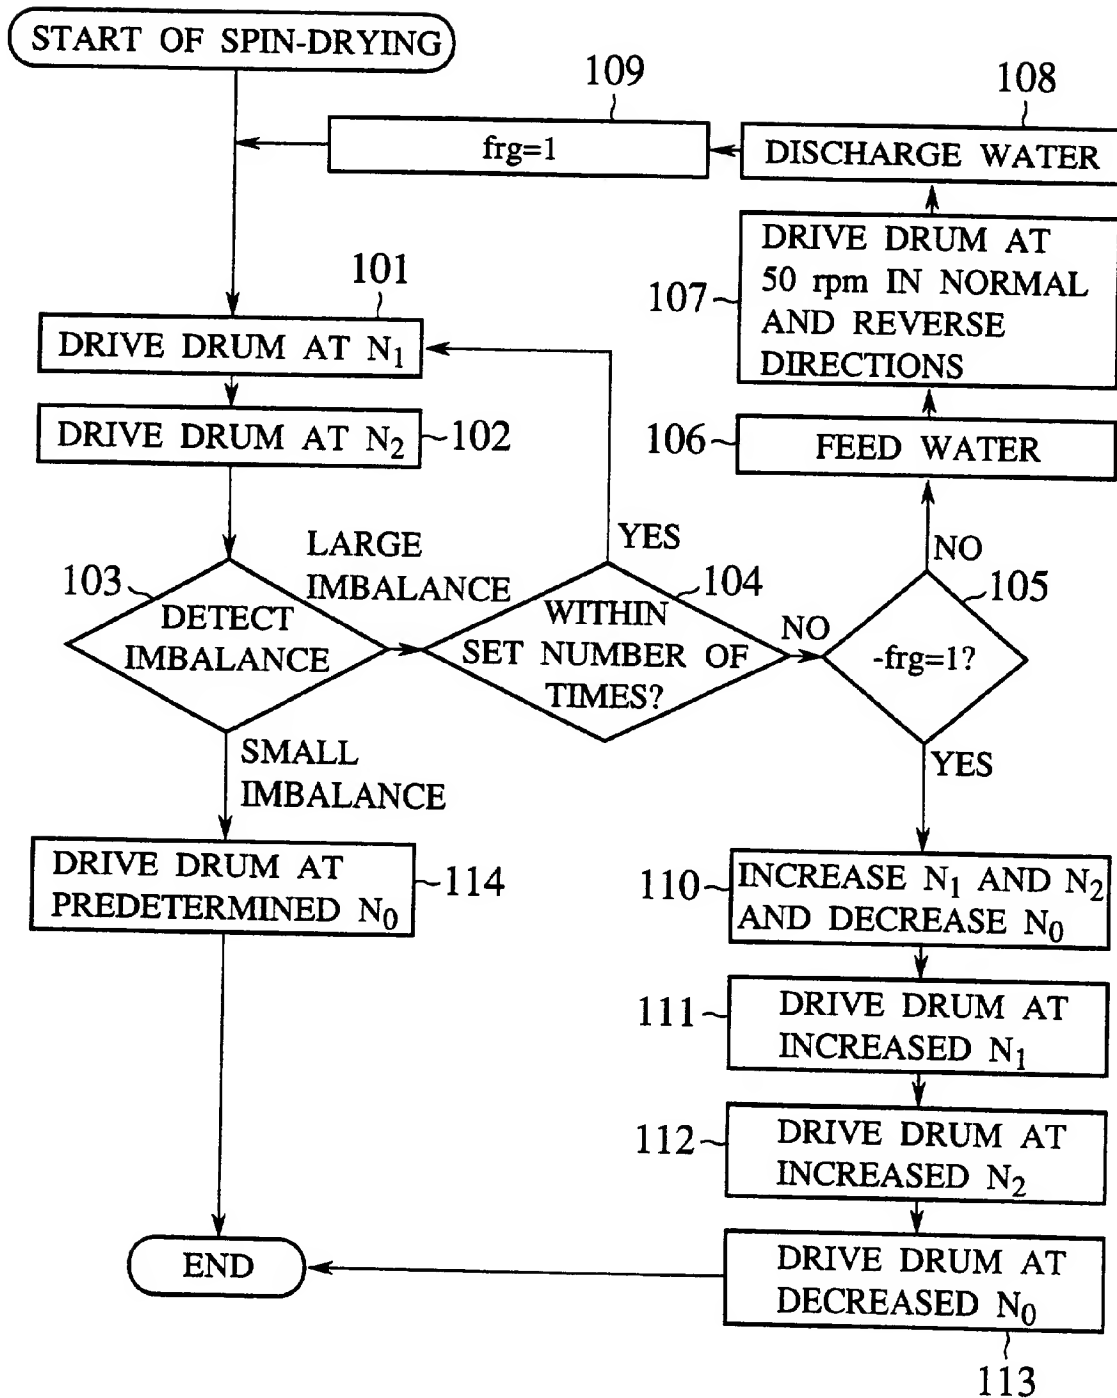 START OF SPIN-DRYING
109
108
frg=1
DISCHARGE WATER
DRIVE DRUM AT
50 rpm IN NORMAL
AND REVERSE
DIRECTIONS
107
101
DRIVE DRUM AT N1
DRIVE DRUM AT N2
102
106
FEED WATER
YES
NO
LARGE
IMBALANCE
103
DETECT
IMBALANCE
104
WITHIN
SET NUMBER OF
TIMES?
NO
105
-frg=1?
SMALL
IMBALANCE
YES
DRIVE DRUM AT
PREDETERMINED N0
114
110
INCREASE N1 AND N2
AND DECREASE N0
111
DRIVE DRUM AT
INCREASED N1
112
DRIVE DRUM AT
INCREASED N2
END
DRIVE DRUM AT
DECREASED N0
113